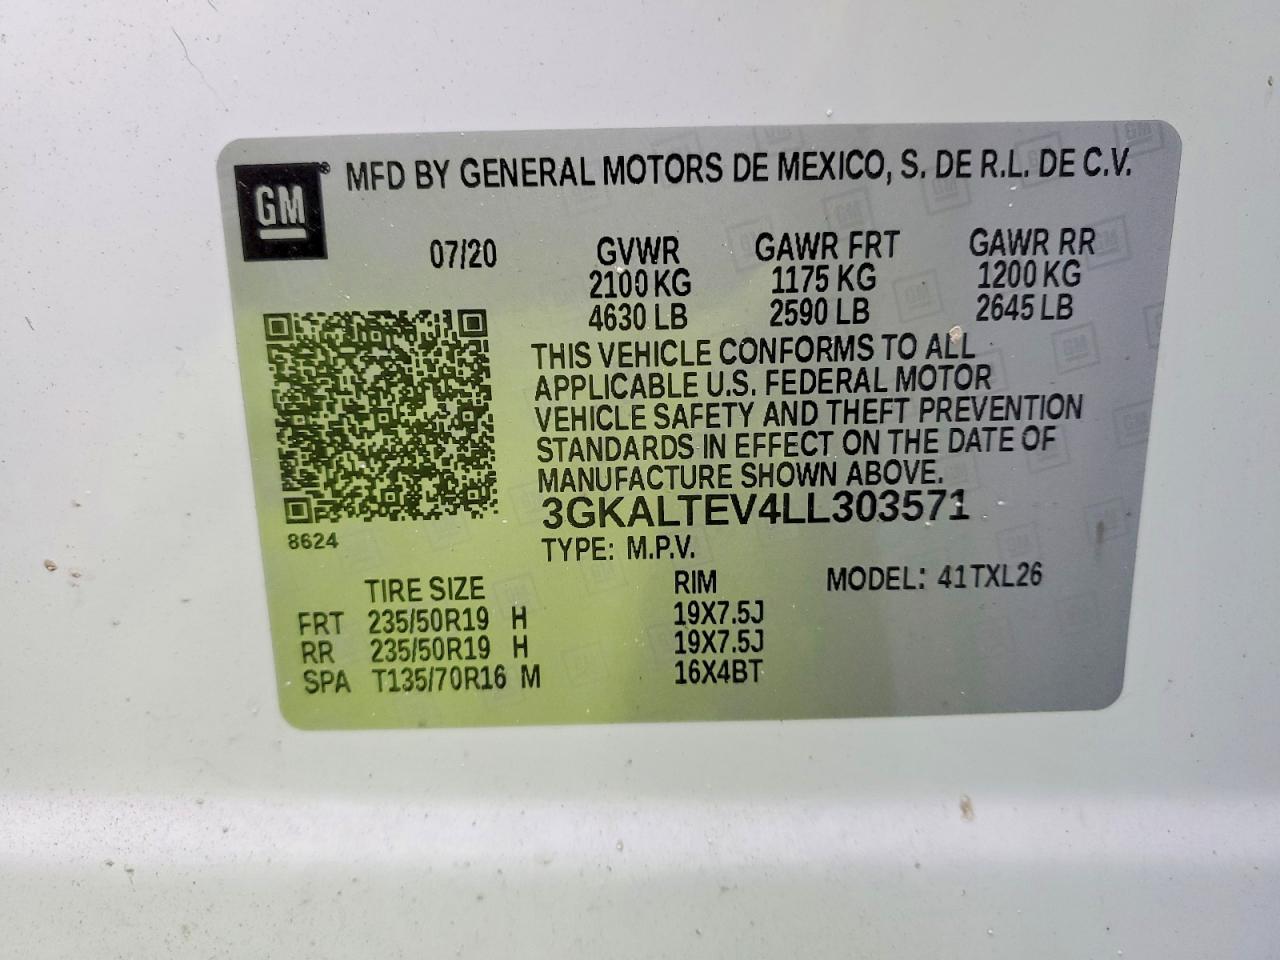 GM® MFD BY GENERAL MOTORS DE MEXICO, S. DE R.L. DE C.V.
07/20 GVWR GAWR FRT GAWR RR
2100 KG 1175 KG 1200 KG
4630 LB 2590 LB 2645 LB
THIS VEHICLE CONFORMS TO ALL
APPLICABLE U.S. FEDERAL MOTOR
VEHICLE SAFETY AND THEFT PREVENTION
STANDARDS IN EFFECT ON THE DATE OF
MANUFACTURE SHOWN ABOVE.
3GKALTEV4LL303571
8624 TYPE: M.P.V.
TIRE SIZE RIM MODEL: 41TXL26
FRT 235/50R19 H 19X7.5J
RR 235/50R19 H 19X7.5J
SPA T135/70R16 M 16X4BT